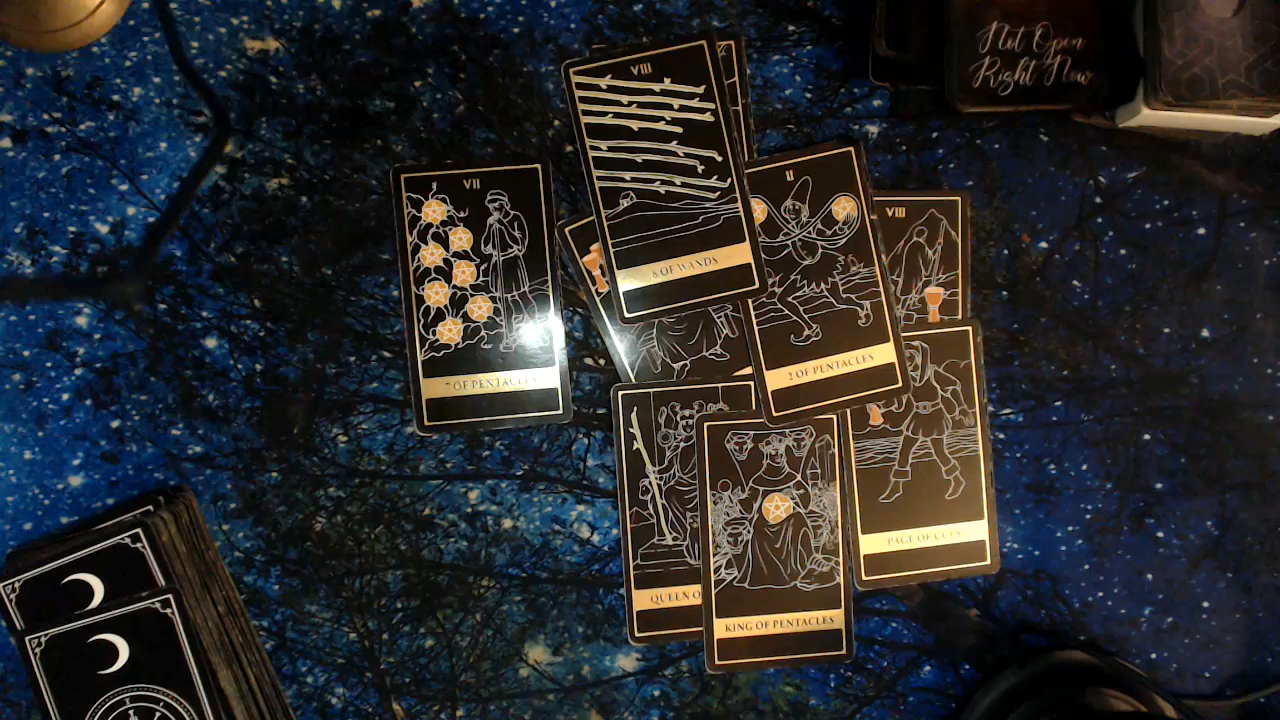 Not Open
Right Now
VIII
VII
II
VIII
8 OF WANDS
2 OF PENTACLES
7 OF PENTACLES
PAGE OF CUPS
QUEEN O
KING OF PENTACLES